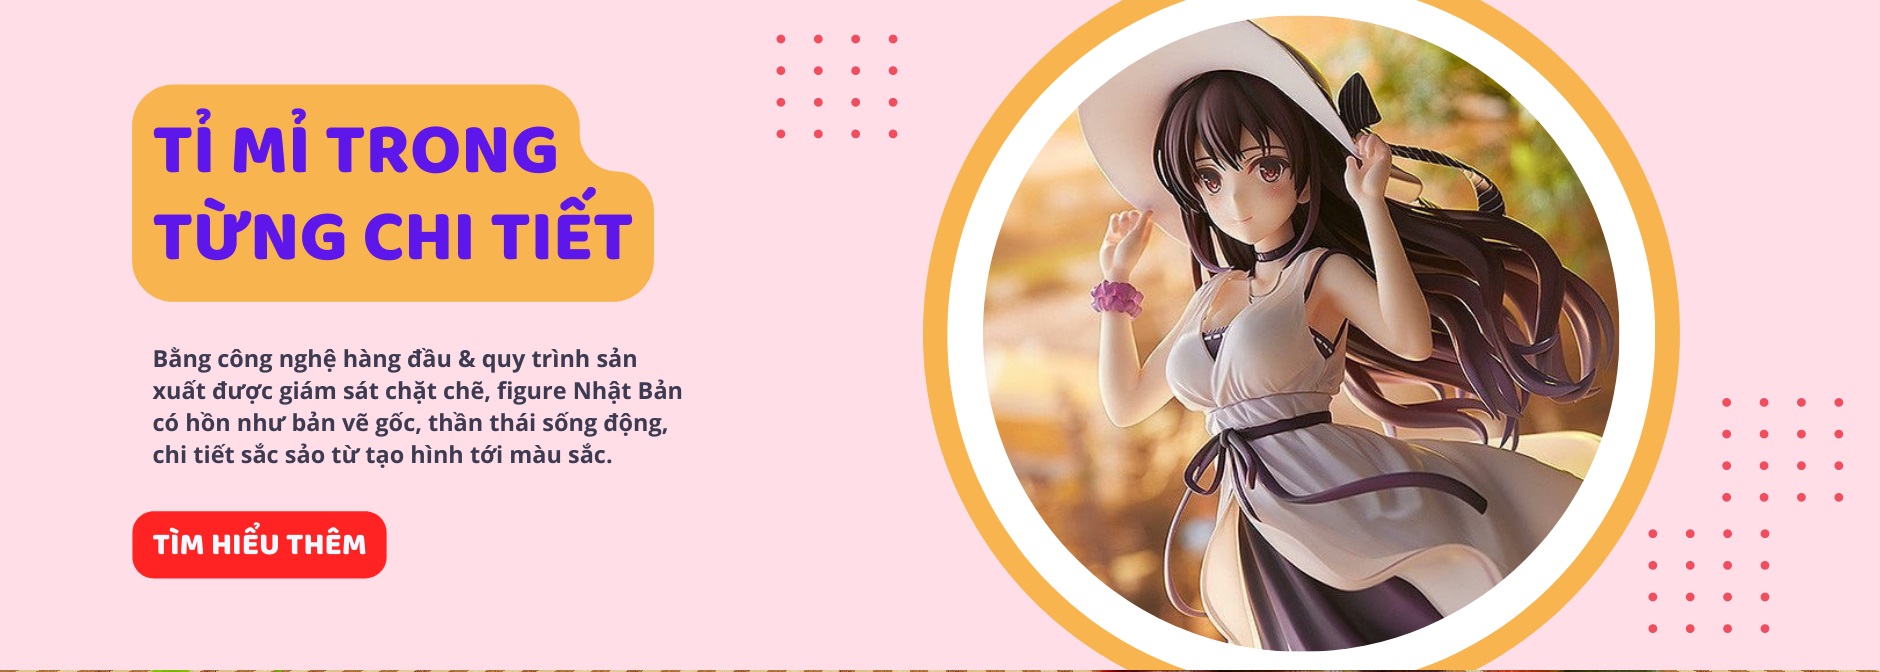 TỈ MỈ TRONG
TỪNG CHI TIẾT
Bằng công nghệ hàng đầu & quy trình sản
xuất được giám sát chặt chẽ, figure Nhật Bản
có hồn như bản vẽ gốc, thần thái sống động,
chi tiết sắc sảo từ tạo hình tới màu sắc.
TÌM HIỂU THÊM